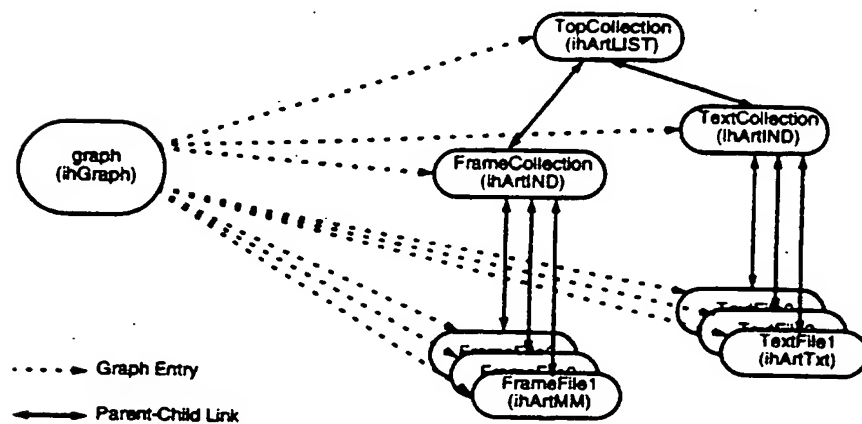 TopCollection
(ihArtLIST)
TextCollection
(ihArtIND)
graph
(ihGraph)
FrameCollection
(ihArtIND)
TextFile1
(ihArtTxt)
FrameFile1
(ihArtMM)
Graph Entry
Parent-Child Link